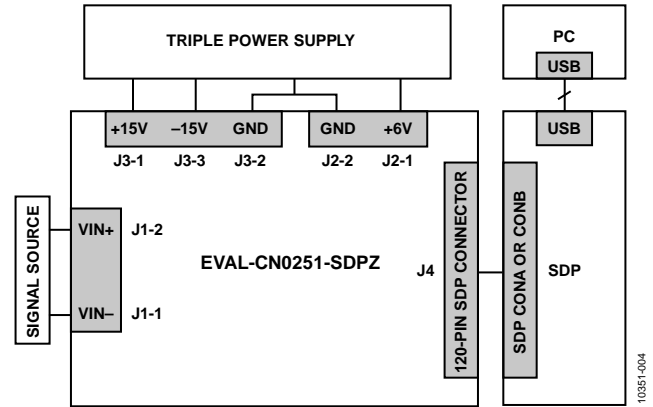 TRIPLE POWER SUPPLY
PC
USB
+15V –15V GND GND +6V
USB
J3-1 J3-3 J3-2 J2-2 J2-1
SIGNAL SOURCE
VIN+ J1-2
EVAL-CN0251-SDPZ
J4
120-PIN SDP CONNECTOR
SDP CONA OR CONB
SDP
VIN– J1-1
10351-004